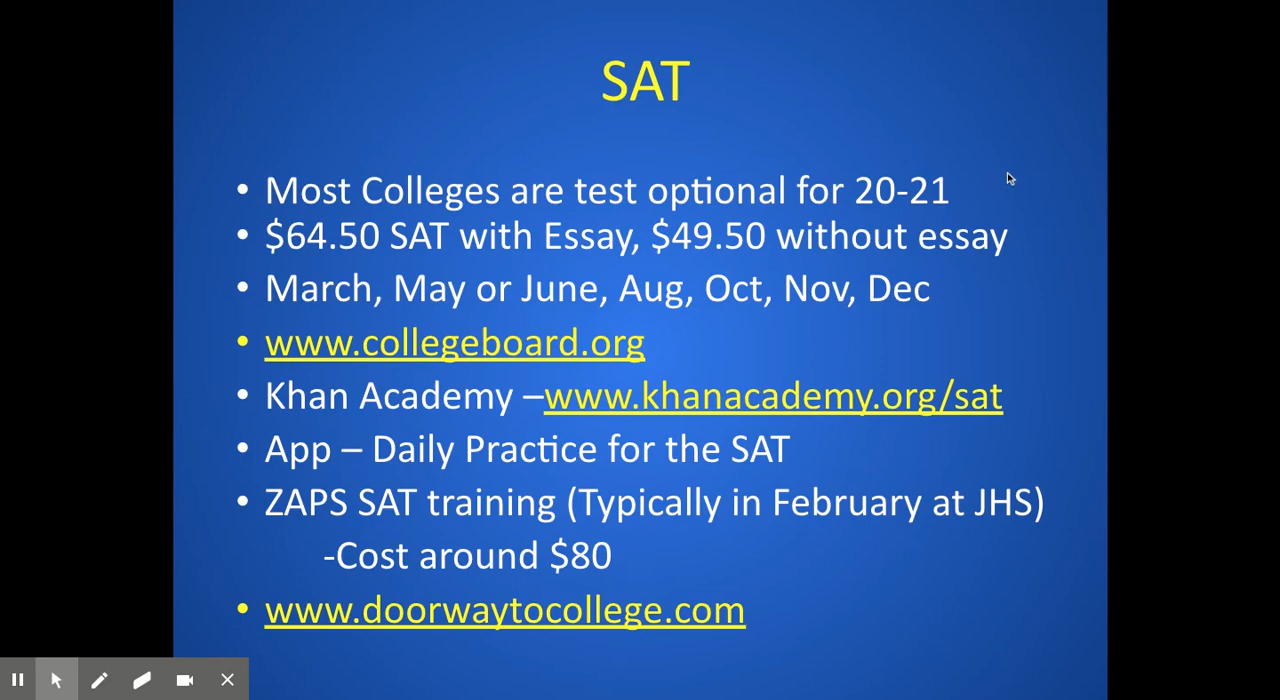 SAT
• Most Colleges are test optional for 20-21
• $64.50 SAT with Essay, $49.50 without essay
• March, May or June, Aug, Oct, Nov, Dec
• www.collegeboard.org
• Khan Academy –www.khanacademy.org/sat
• App – Daily Practice for the SAT
• ZAPS SAT training (Typically in February at JHS)
-Cost around $80
• www.doorwaytocollege.com